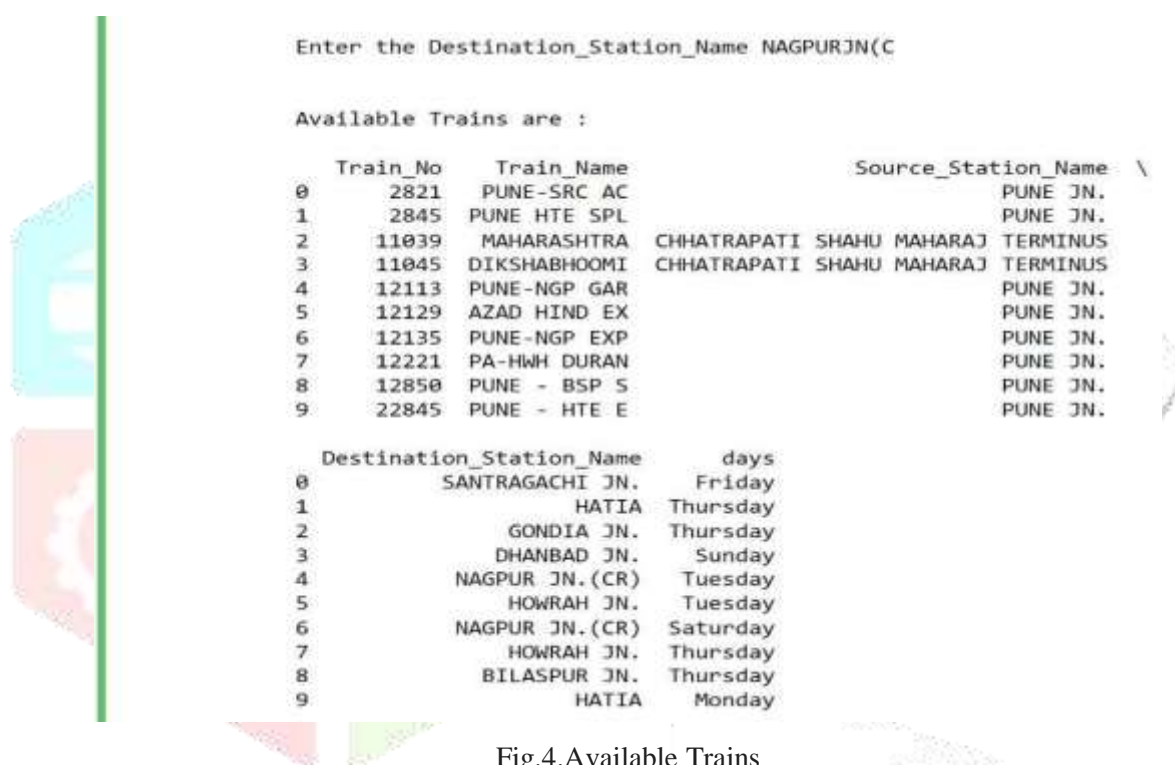 Enter the Destination_Station_Name NAGPURJN(C
Available Trains are :
Train_No Train_Name Source_Station_Name \
0 2821 PUNE-SRC AC PUNE JN.
1 2845 PUNE HTE SPL PUNE JN.
2 11039 MAHARASHTRA CHHATRAPATI SHAHU MAHARAJ TERMINUS
3 11045 DIKSHABHOOMI CHHATRAPATI SHAHU MAHARAJ TERMINUS
4 12113 PUNE-NGP GAR PUNE JN.
5 12129 AZAD HIND EX PUNE JN.
6 12135 PUNE-NGP EXP PUNE JN.
7 12221 PA-HWH DURAN PUNE JN.
8 12850 PUNE - BSP S PUNE JN.
9 22845 PUNE - HTE E PUNE JN.
Destination_Station_Name days
0 SANTRAGACHI JN. Friday
1 HATIA Thursday
2 GONDIA JN. Thursday
3 DHANBAD JN. Sunday
4 NAGPUR JN.(CR) Tuesday
5 HOWRAH JN. Tuesday
6 NAGPUR JN.(CR) Saturday
7 HOWRAH JN. Thursday
8 BILASPUR JN. Thursday
9 HATIA Monday
Fig.4.Available Trains